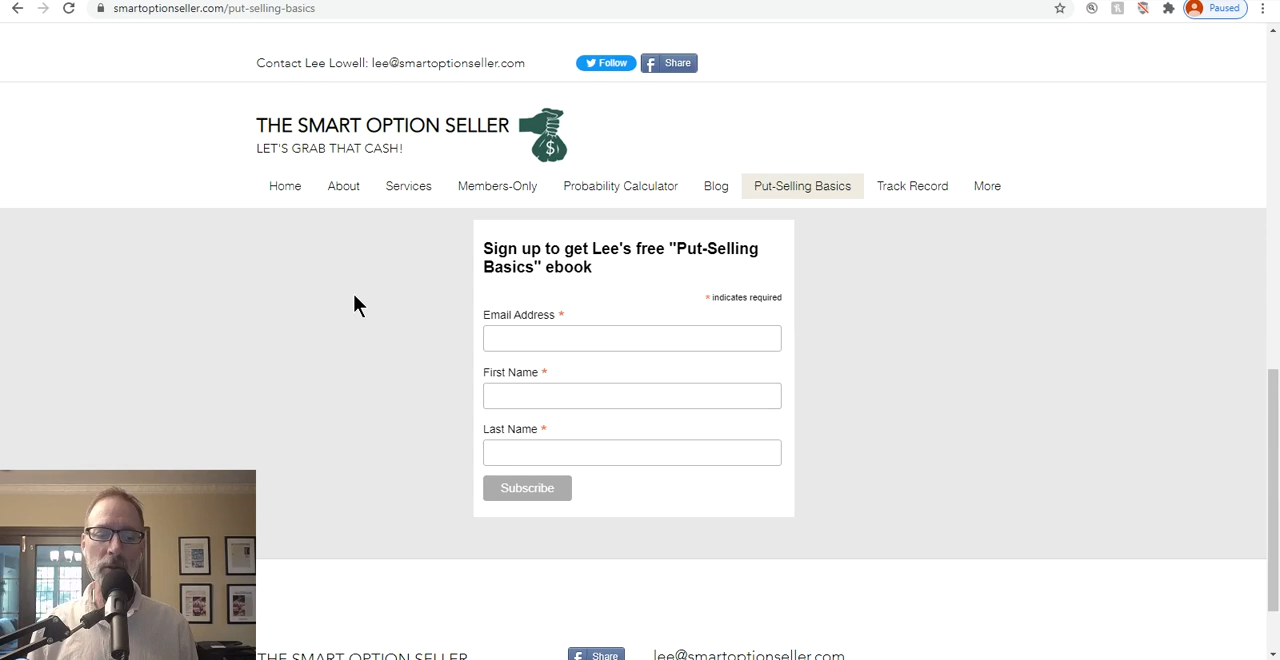 smartoptionseller.com/put-selling-basics
Paused
Contact Lee Lowell: lee@smartoptionseller.com
Follow
f Share
THE SMART OPTION SELLER
$
LET'S GRAB THAT CASH!
Home About Services Members-Only Probability Calculator Blog Put-Selling Basics Track Record More
Sign up to get Lee's free "Put-Selling
Basics" ebook
* indicates required
Email Address *
First Name *
Last Name *
Subscribe
THE SMART OPTION SELLER
f Share
lee@smartoptionseller.com